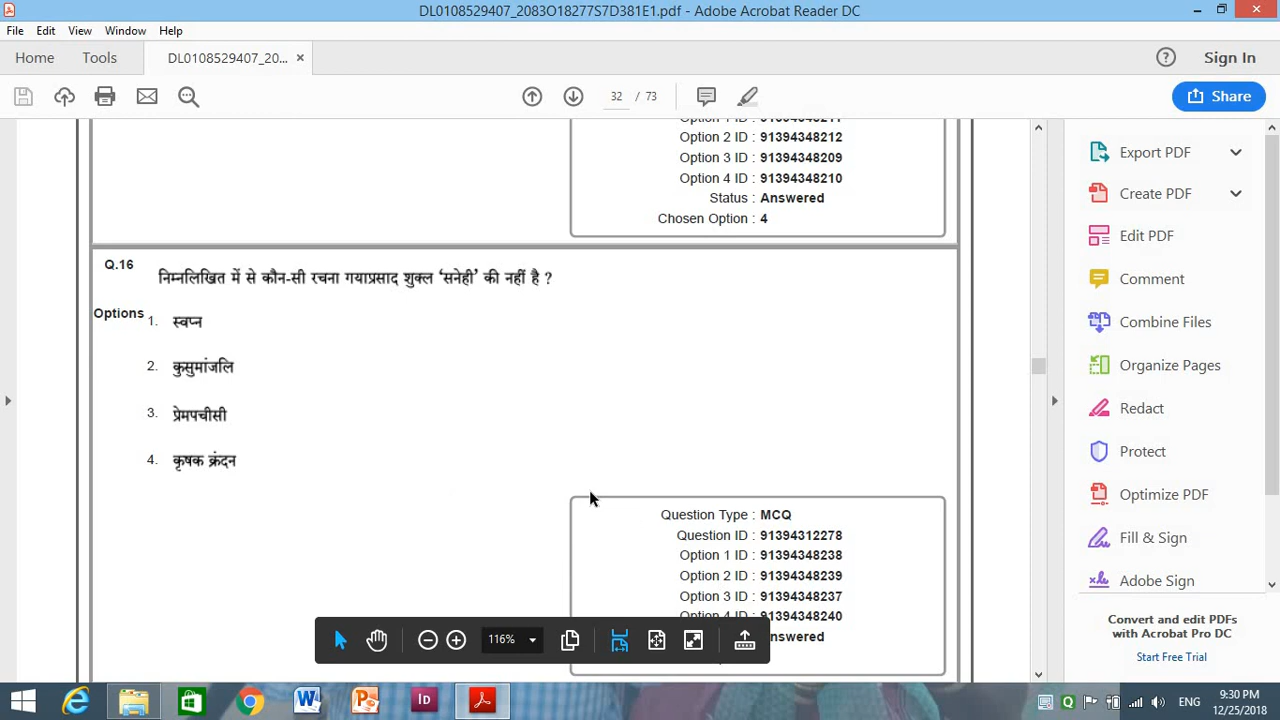 DL0108529407_2083O18277S7D381E1.pdf - Adobe Acrobat Reader DC
File Edit View Window Help
Home Tools DL0108529407_20... × Sign In
32 / 73 Share
Option 2 ID : 91394348212
Option 3 ID : 91394348209
Option 4 ID : 91394348210
Status : Answered
Chosen Option : 4
Q.16 निम्नलिखित में से कौन-सी रचना गयाप्रसाद शुक्ल ‘सनेही’ की नहीं है ?
Options 1. स्वप्न
2. कुसुमांजलि
3. प्रेमपचीसी
4. कृषक क्रंदन
Question Type : MCQ
Question ID : 91394312278
Option 1 ID : 91394348238
Option 2 ID : 91394348239
Option 3 ID : 91394348237
Option 4 ID : 91394348240
116%
Export PDF
Create PDF
Edit PDF
Comment
Combine Files
Organize Pages
Redact
Protect
Optimize PDF
Fill & Sign
Adobe Sign
Convert and edit PDFs
with Acrobat Pro DC
Start Free Trial
ENG
9:30 PM
12/25/2018